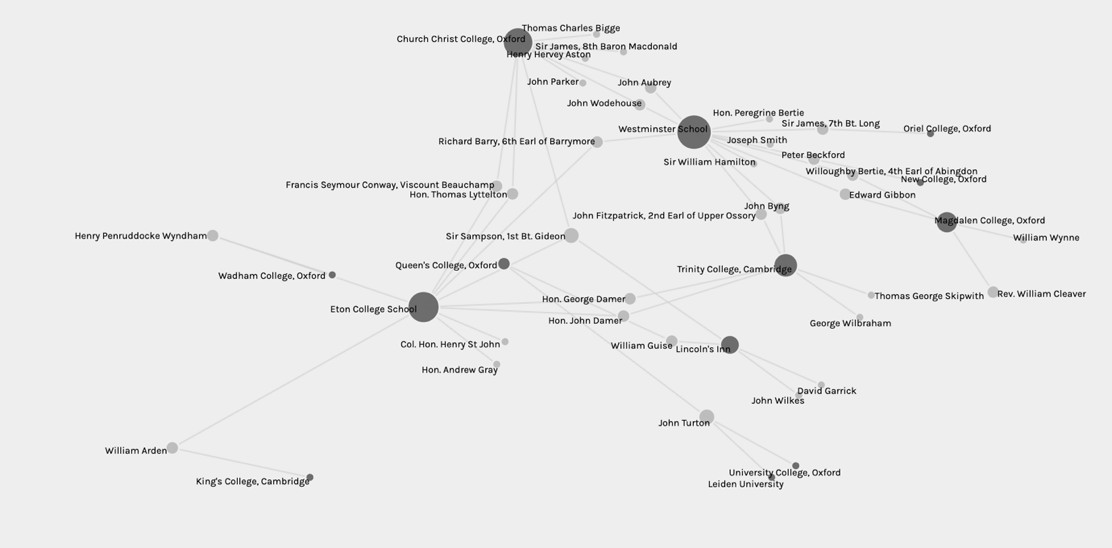 Thomas Charles Bigge
Church Christ College, Oxford
Sir James, 8th Baron Macdonald
Henry Hervey Aston
John Parker
John Aubrey
John Wodehouse
Hon. Peregrine Bertie
Sir James, 7th Bt. Long
Westminster School
Oriel College, Oxford
Richard Barry, 6th Earl of Barrymore
Joseph Smith
Peter Beckford
Sir William Hamilton
Willoughby Bertie, 4th Earl of Abingdon
New College, Oxford
Francis Seymour Conway, Viscount Beauchamp
Hon. Thomas Lyttelton
Edward Gibbon
John Byng
John Fitzpatrick, 2nd Earl of Upper Ossory
Magdalen College, Oxford
Henry Penruddocke Wyndham
Sir Sampson, 1st Bt. Gideon
William Wynne
Queen's College, Oxford
Trinity College, Cambridge
Wadham College, Oxford
Hon. George Damer
Thomas George Skipwith
Rev. William Cleaver
Eton College School
Hon. John Damer
George Wilbraham
Col. Hon. Henry St John
William Guise
Lincoln's Inn
Hon. Andrew Gray
David Garrick
John Wilkes
John Turton
William Arden
University College, Oxford
King's College, Cambridge
Leiden University